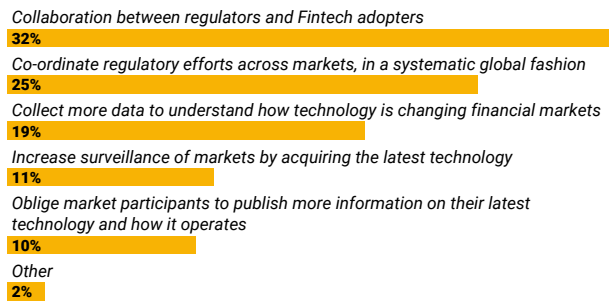 Collaboration between regulators and Fintech adopters
32%
Co-ordinate regulatory efforts across markets, in a systematic global fashion
25%
Collect more data to understand how technology is changing financial markets
19%
Increase surveillance of markets by acquiring the latest technology
11%
Oblige market participants to publish more information on their latest
technology and how it operates
10%
Other
2%